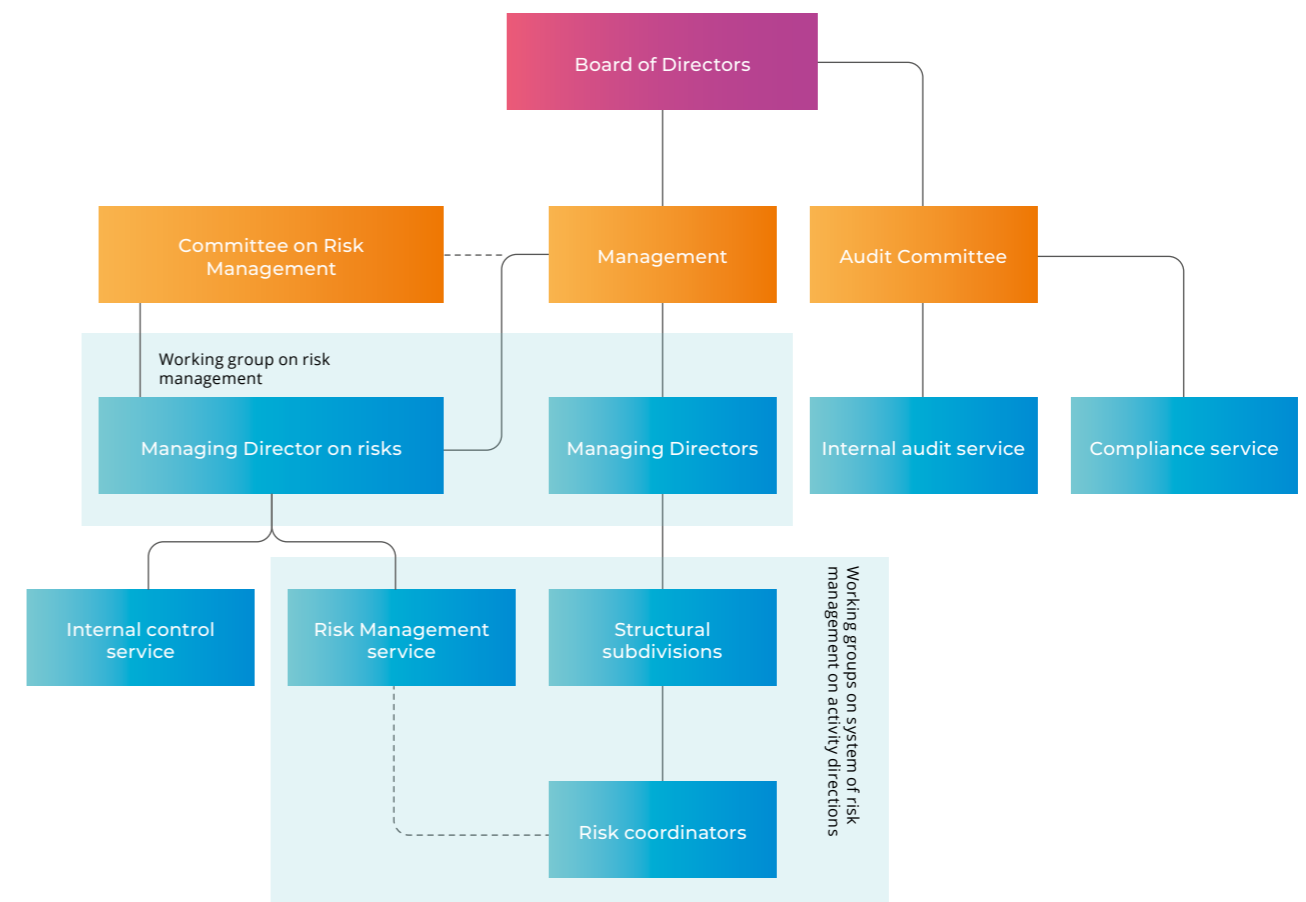 Board of Directors
Committee on Risk
Management
Management
Audit Committee
Working group on risk
management
Managing Director on risks
Managing Directors
Internal audit service
Compliance service
Internal control
service
Risk Management
service
Structural
subdivisions
Working groups on system of risk
management on activity directions
Risk coordinators